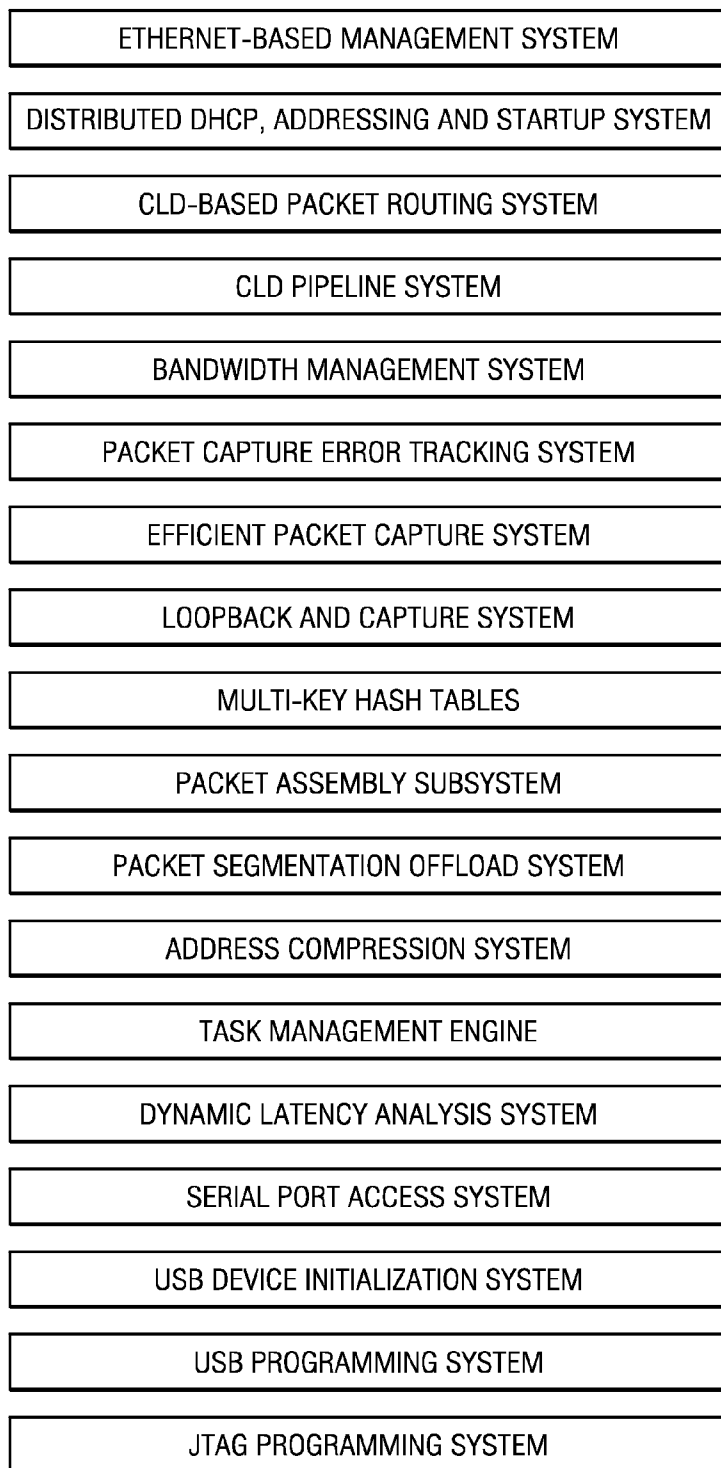 ETHERNET-BASED MANAGEMENT SYSTEM
DISTRIBUTED DHCP, ADDRESSING AND STARTUP SYSTEM
CLD-BASED PACKET ROUTING SYSTEM
CLD PIPELINE SYSTEM
BANDWIDTH MANAGEMENT SYSTEM
PACKET CAPTURE ERROR TRACKING SYSTEM
EFFICIENT PACKET CAPTURE SYSTEM
LOOPBACK AND CAPTURE SYSTEM
MULTI-KEY HASH TABLES
PACKET ASSEMBLY SUBSYSTEM
PACKET SEGMENTATION OFFLOAD SYSTEM
ADDRESS COMPRESSION SYSTEM
TASK MANAGEMENT ENGINE
DYNAMIC LATENCY ANALYSIS SYSTEM
SERIAL PORT ACCESS SYSTEM
USB DEVICE INITIALIZATION SYSTEM
USB PROGRAMMING SYSTEM
JTAG PROGRAMMING SYSTEM